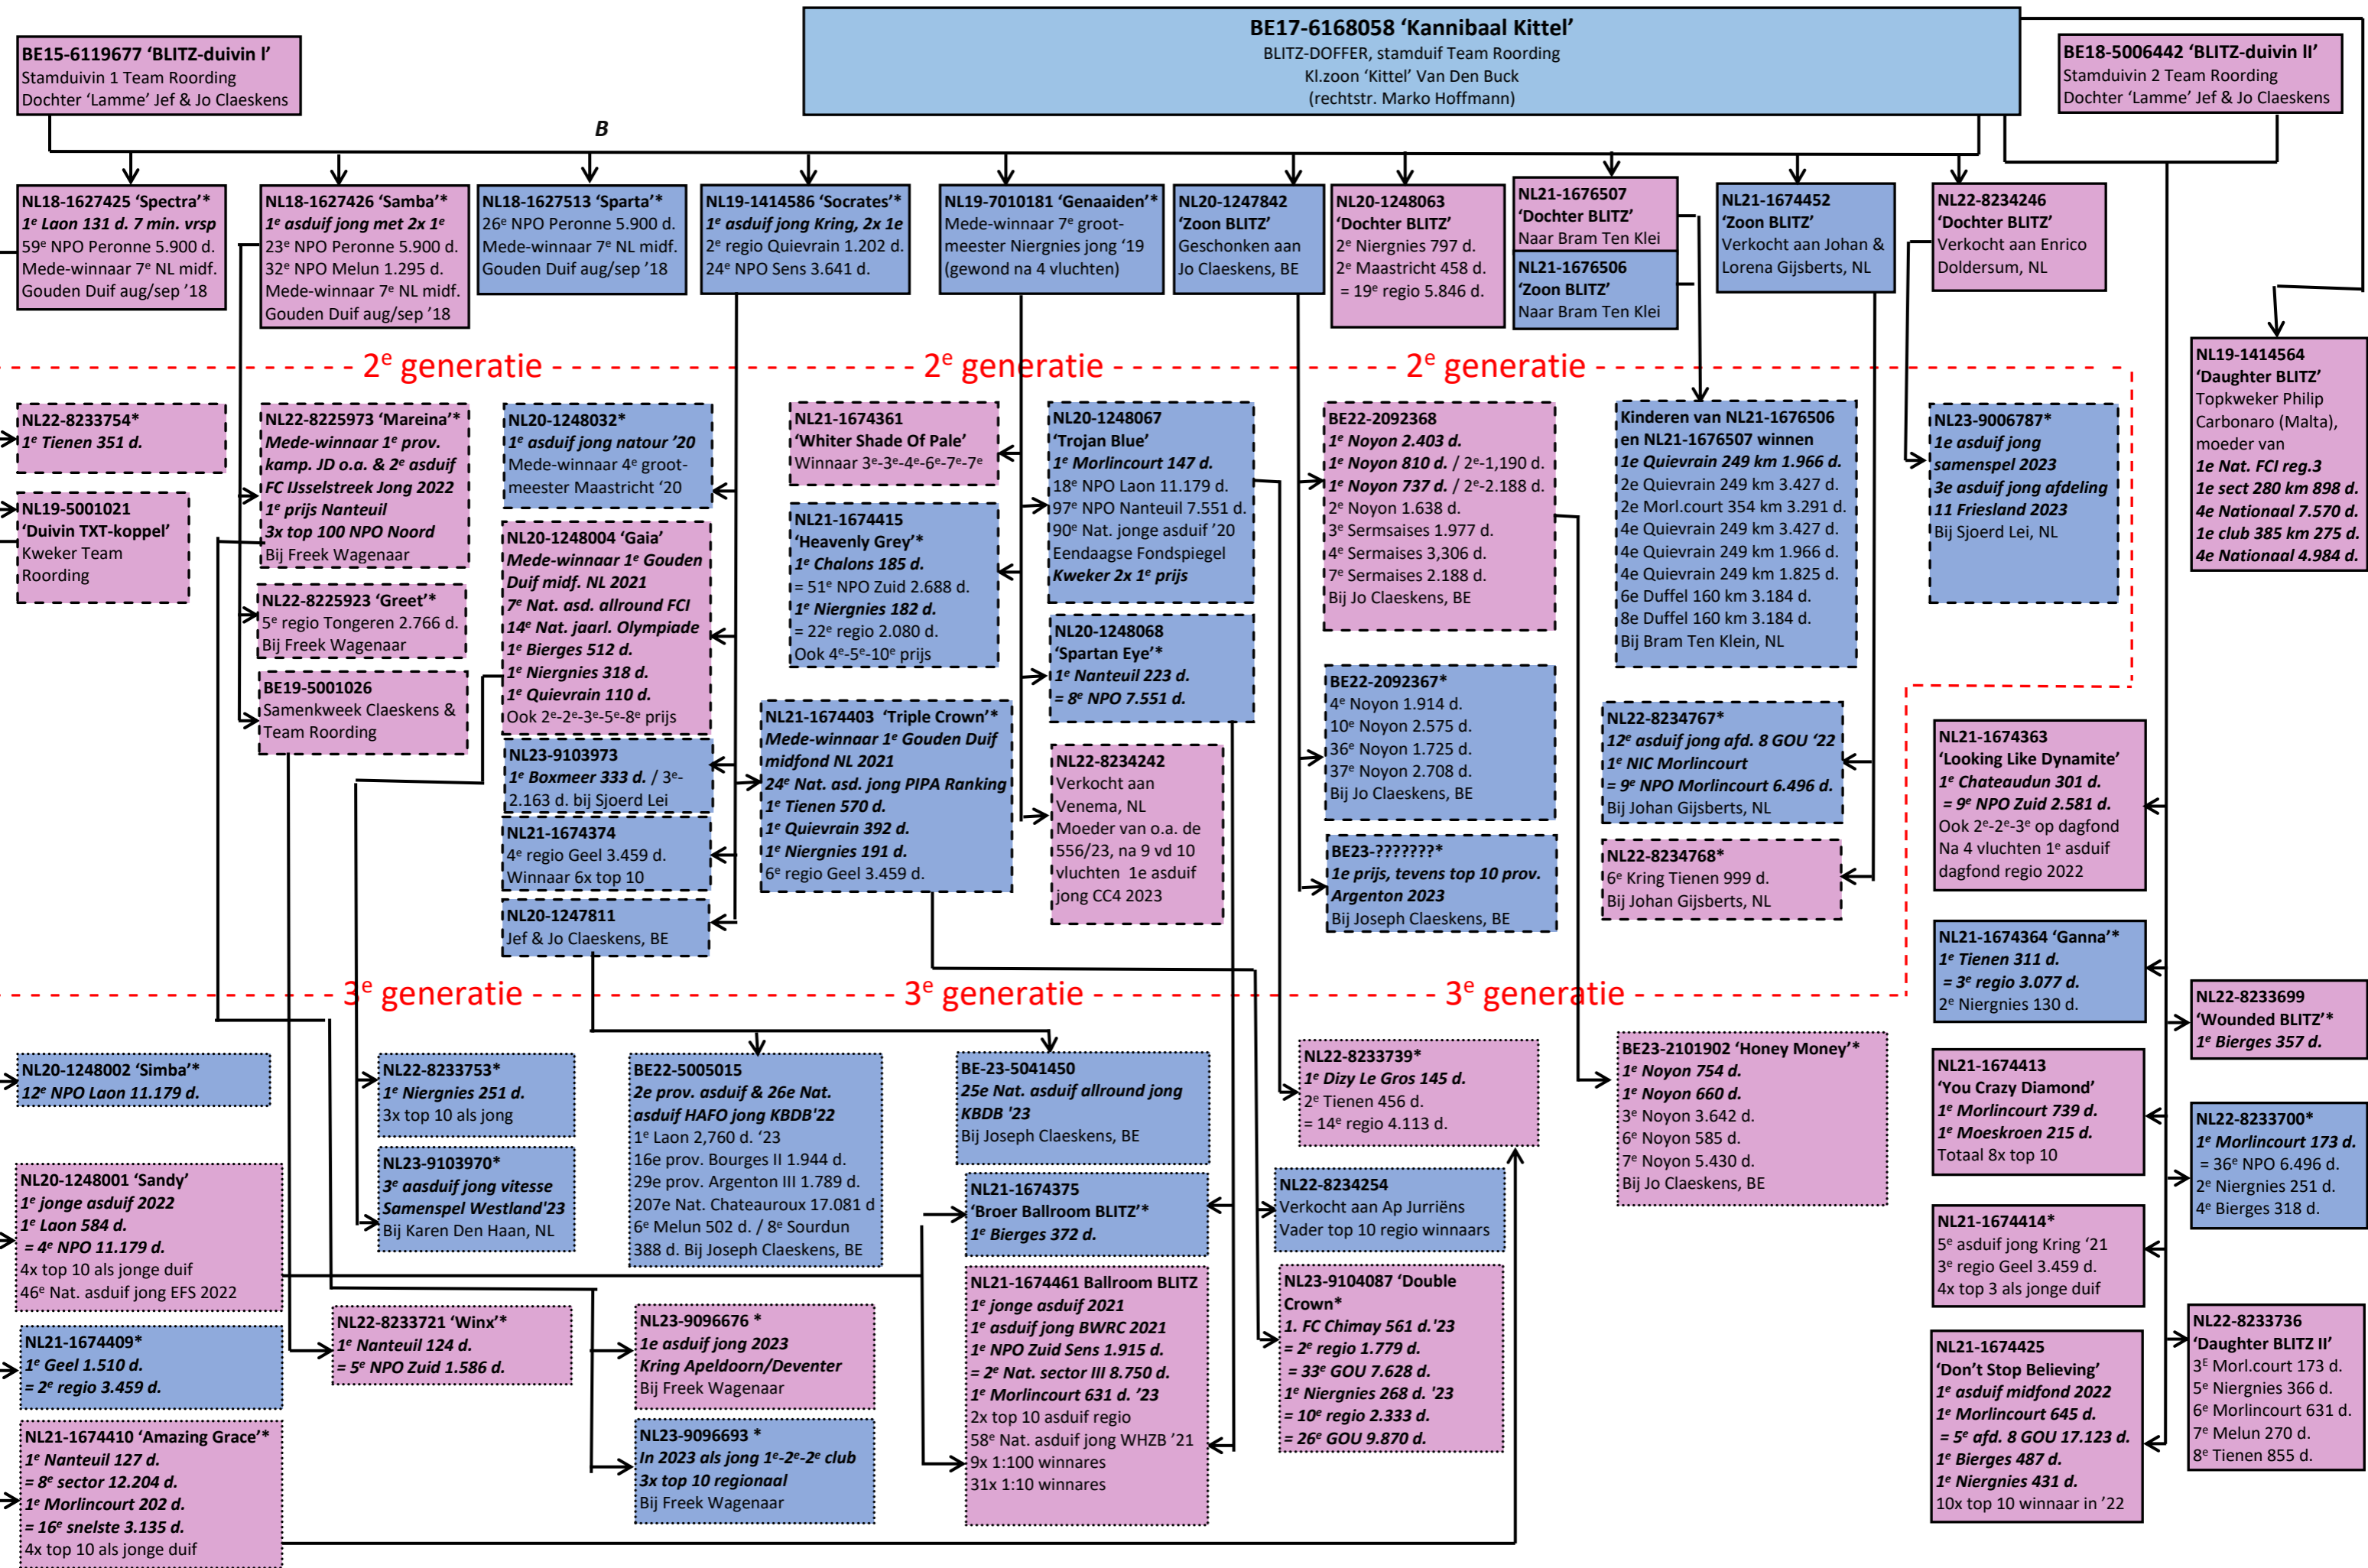 BE17-6168058 ‘Kannibaal Kittel’
BLITZ-DOFFER, stamduif Team Roording
Kl.zoon ‘Kittel’ Van Den Buck
(rechtstr. Marko Hoffmann)
BE15-6119677 ‘BLITZ-duivin I’
Stamduivin 1 Team Roording
Dochter ‘Lamme’ Jef & Jo Claeskens
BE18-5006442 ‘BLITZ-duivin II’
Stamduivin 2 Team Roording
Dochter ‘Lamme’ Jef & Jo Claeskens
B
NL18-1627425 ‘Spectra’*
1e Laon 131 d. 7 min. vrsp
59e NPO Peronne 5.900 d.
Mede-winnaar 7e NL midf.
Gouden Duif aug/sep ’18
NL18-1627426 ‘Samba’*
1e asduif jong met 2x 1e
23e NPO Peronne 5.900 d.
32e NPO Melun 1.295 d.
Mede-winnaar 7e NL midf.
Gouden Duif aug/sep ’18
NL18-1627513 ‘Sparta’*
26e NPO Peronne 5.900 d.
Mede-winnaar 7e NL midf.
Gouden Duif aug/sep ’18
NL19-1414586 ‘Socrates’*
1e asduif jong Kring, 2x 1e
2e regio Quievrain 1.202 d.
24e NPO Sens 3.641 d.
NL19-7010181 ‘Genaaiden’*
Mede-winnaar 7e groot-
meester Niergnies jong ‘19
(gewond na 4 vluchten)
NL20-1247842
‘Zoon BLITZ’
Geschonken aan
Jo Claeskens, BE
NL20-1248063
‘Dochter BLITZ’
2e Niergnies 797 d.
2e Maastricht 458 d.
= 19e regio 5.846 d.
NL21-1676507
‘Dochter BLITZ’
Naar Bram Ten Klei
NL21-1676506
‘Zoon BLITZ’
Naar Bram Ten Klei
NL21-1674452
‘Zoon BLITZ’
Verkocht aan Johan &
Lorena Gijsberts, NL
NL22-8234246
‘Dochter BLITZ’
Verkocht aan Enrico
Doldersum, NL
NL19-1414564
‘Daughter BLITZ’
Topkweker Philip
Carbonaro (Malta),
moeder van
1e Nat. FCI reg.3
1e sect 280 km 898 d.
4e Nationaal 7.570 d.
1e club 385 km 275 d.
4e Nationaal 4.984 d.
2e generatie
2e generatie
2e generatie
NL22-8233754*
1e Tienen 351 d.
NL19-5001021
‘Duivin TXT-koppel’
Kweker Team
Roording
NL22-8225973 ‘Mareina’*
Mede-winnaar 1e prov.
kamp. JD o.a. & 2e asduif
FC IJsselstreek Jong 2022
1e prijs Nanteuil
3x top 100 NPO Noord
Bij Freek Wagenaar
NL22-8225923 ‘Greet’*
5e regio Tongeren 2.766 d.
Bij Freek Wagenaar
BE19-5001026
Samenkweek Claeskens &
Team Roording
NL20-1248032*
1e asduif jong natour ’20
Mede-winnaar 4e groot-
meester Maastricht ‘20
NL20-1248004 ‘Gaia’
Mede-winnaar 1e Gouden
Duif midf. NL 2021
7e Nat. asd. allround FCI
14e Nat. jaarl. Olympiade
1e Bierges 512 d.
1e Niergnies 318 d.
1e Quievrain 110 d.
Ook 2e-2e-3e-5e-8e prijs
NL23-9103973
1e Boxmeer 333 d. / 3e-
2.163 d. bij Sjoerd Lei
NL21-1674374
4e regio Geel 3.459 d.
Winnaar 6x top 10
NL20-1247811
Jef & Jo Claeskens, BE
NL21-1674361
‘Whiter Shade Of Pale’
Winnaar 3e-3e-4e-6e-7e-7e
NL21-1674415
‘Heavenly Grey’*
1e Chalons 185 d.
= 51e NPO Zuid 2.688 d.
1e Niergnies 182 d.
= 22e regio 2.080 d.
Ook 4e-5e-10e prijs
NL21-1674403 ‘Triple Crown’*
Mede-winnaar 1e Gouden Duif
midfond NL 2021
24e Nat. asd. jong PIPA Ranking
1e Tienen 570 d.
1e Quievrain 392 d.
1e Niergnies 191 d.
6e regio Geel 3.459 d.
NL20-1248067
‘Trojan Blue’
1e Morlincourt 147 d.
18e NPO Laon 11.179 d.
97e NPO Nanteuil 7.551 d.
90e Nat. jonge asduif ’20
Eendaagse Fondspiegel
Kweker 2x 1e prijs
NL20-1248068
‘Spartan Eye’*
1e Nanteuil 223 d.
= 8e NPO 7.551 d.
NL22-8234242
Verkocht aan
Venema, NL
Moeder van o.a. de
556/23, na 9 vd 10
vluchten 1e asduif
jong CC4 2023
BE22-2092368
1e Noyon 2.403 d.
1e Noyon 810 d. / 2e-1,190 d.
1e Noyon 737 d. / 2e-2.188 d.
2e Noyon 1.638 d.
3e Sermsaises 1.977 d.
4e Sermaises 3,306 d.
7e Sermaises 2.188 d.
Bij Jo Claeskens, BE
BE22-2092367*
4e Noyon 1.914 d.
10e Noyon 2.575 d.
36e Noyon 1.725 d.
37e Noyon 2.708 d.
Bij Jo Claeskens, BE
BE23-???????*
1e prijs, tevens top 10 prov.
Argenton 2023
Bij Joseph Claeskens, BE
Kinderen van NL21-1676506
en NL21-1676507 winnen
1e Quievrain 249 km 1.966 d.
2e Quievrain 249 km 3.427 d.
2e Morl.court 354 km 3.291 d.
4e Quievrain 249 km 3.427 d.
4e Quievrain 249 km 1.966 d.
4e Quievrain 249 km 1.825 d.
6e Duffel 160 km 3.184 d.
8e Duffel 160 km 3.184 d.
Bij Bram Ten Klein, NL
NL22-8234767*
12e asduif jong afd. 8 GOU ‘22
1e NIC Morlincourt
= 9e NPO Morlincourt 6.496 d.
Bij Johan Gijsberts, NL
NL22-8234768*
6e Kring Tienen 999 d.
Bij Johan Gijsberts, NL
NL23-9006787*
1e asduif jong
samenspel 2023
3e asduif jong afdeling
11 Friesland 2023
Bij Sjoerd Lei, NL
NL21-1674363
‘Looking Like Dynamite’
1e Chateaudun 301 d.
= 9e NPO Zuid 2.581 d.
Ook 2e-2e-3e op dagfond
Na 4 vluchten 1e asduif
dagfond regio 2022
NL21-1674364 ‘Ganna’*
1e Tienen 311 d.
= 3e regio 3.077 d.
2e Niergnies 130 d.
NL21-1674413
‘You Crazy Diamond’
1e Morlincourt 739 d.
1e Moeskroen 215 d.
Totaal 8x top 10
NL21-1674414*
5e asduif jong Kring ‘21
3e regio Geel 3.459 d.
4x top 3 als jonge duif
NL21-1674425
‘Don’t Stop Believing’
1e asduif midfond 2022
1e Morlincourt 645 d.
= 5e afd. 8 GOU 17.123 d.
1e Bierges 487 d.
1e Niergnies 431 d.
10x top 10 winnaar in ’22
NL22-8233699
‘Wounded BLITZ’*
1e Bierges 357 d.
NL22-8233700*
1e Morlincourt 173 d.
= 36e NPO 6.496 d.
2e Niergnies 251 d.
4e Bierges 318 d.
NL22-8233736
‘Daughter BLITZ II’
3E Morl.court 173 d.
5e Niergnies 366 d.
6e Morlincourt 631 d.
7e Melun 270 d.
8e Tienen 855 d.
3e generatie
3e generatie
3e generatie
NL20-1248002 ‘Simba’*
12e NPO Laon 11.179 d.
NL20-1248001 ‘Sandy’
1e jonge asduif 2022
1e Laon 584 d.
= 4e NPO 11.179 d.
4x top 10 als jonge duif
46e Nat. asduif jong EFS 2022
NL21-1674409*
1e Geel 1.510 d.
= 2e regio 3.459 d.
NL21-1674410 ‘Amazing Grace’*
1e Nanteuil 127 d.
= 8e sector 12.204 d.
1e Morlincourt 202 d.
= 16e snelste 3.135 d.
4x top 10 als jonge duif
NL22-8233753*
1e Niergnies 251 d.
3x top 10 als jong
NL23-9103970*
3e aasduif jong vitesse
Samenspel Westland'23
Bij Karen Den Haan, NL
NL22-8233721 ‘Winx’*
1e Nanteuil 124 d.
= 5e NPO Zuid 1.586 d.
BE22-5005015
2e prov. asduif & 26e Nat.
asduif HAFO jong KBDB'22
1e Laon 2,760 d. ‘23
16e prov. Bourges II 1.944 d.
29e prov. Argenton III 1.789 d.
207e Nat. Chateauroux 17.081 d
6e Melun 502 d. / 8e Sourdun
388 d. Bij Joseph Claeskens, BE
NL23-9096676 *
1e asduif jong 2023
Kring Apeldoorn/Deventer
Bij Freek Wagenaar
NL23-9096693 *
In 2023 als jong 1e-2e-2e club
3x top 10 regionaal
Bij Freek Wagenaar
BE-23-5041450
25e Nat. asduif allround jong
KBDB '23
Bij Joseph Claeskens, BE
NL21-1674375
‘Broer Ballroom BLITZ’*
1e Bierges 372 d.
NL21-1674461 Ballroom BLITZ
1e jonge asduif 2021
1e asduif jong BWRC 2021
1e NPO Zuid Sens 1.915 d.
= 2e Nat. sector III 8.750 d.
1e Morlincourt 631 d. ’23
2x top 10 asduif regio
58e Nat. asduif jong WHZB ’21
9x 1:100 winnares
31x 1:10 winnares
NL22-8233739*
1e Dizy Le Gros 145 d.
2e Tienen 456 d.
= 14e regio 4.113 d.
NL22-8234254
Verkocht aan Ap Jurriëns
Vader top 10 regio winnaars
NL23-9104087 ‘Double
Crown*
1. FC Chimay 561 d.'23
= 2e regio 1.779 d.
= 33e GOU 7.628 d.
1e Niergnies 268 d. '23
= 10e regio 2.333 d.
= 26e GOU 9.870 d.
BE23-2101902 ‘Honey Money’*
1e Noyon 754 d.
1e Noyon 660 d.
3e Noyon 3.642 d.
6e Noyon 585 d.
7e Noyon 5.430 d.
Bij Jo Claeskens, BE